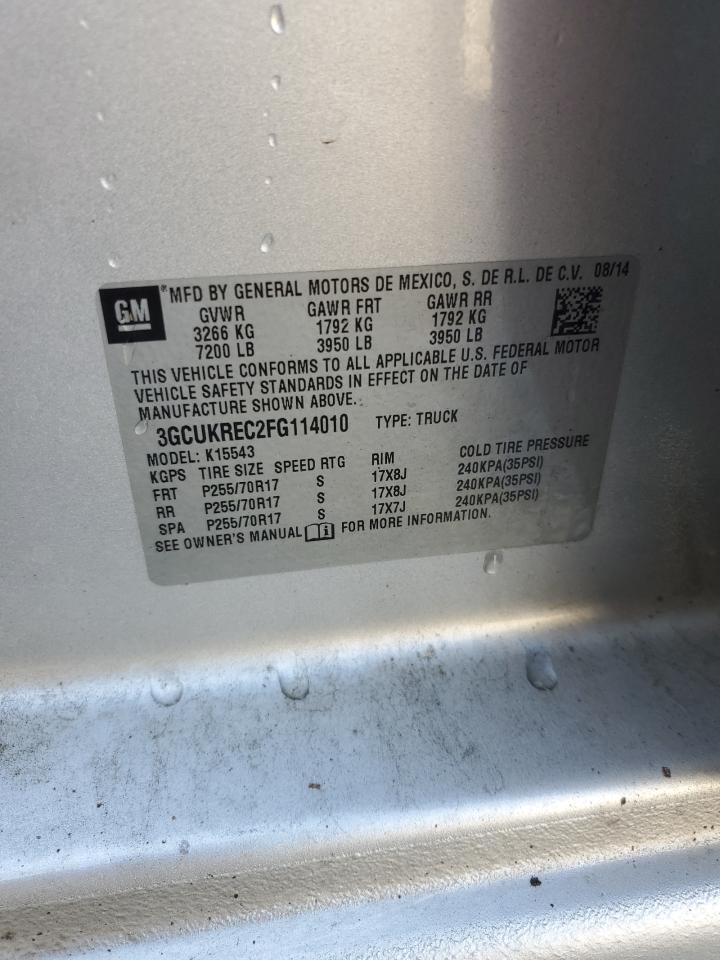 GM
*MFD BY GENERAL MOTORS DE MEXICO, S. DE R.L. DE C.V. 08/14
GVWR GAWR FRT GAWR RR
3266 KG 1792 KG 1792 KG
7200 LB 3950 LB 3950 LB
THIS VEHICLE CONFORMS TO ALL APPLICABLE U.S. FEDERAL MOTOR
VEHICLE SAFETY STANDARDS IN EFFECT ON THE DATE OF
MANUFACTURE SHOWN ABOVE.
3GCUKREC2FG114010 TYPE: TRUCK
MODEL: K15543
KGPS TIRE SIZE SPEED RTG RIM COLD TIRE PRESSURE
FRT P255/70R17 S 17X8J 240KPA(35PSI)
RR P255/70R17 S 17X8J 240KPA(35PSI)
SPA P255/70R17 S 17X7J 240KPA(35PSI)
SEE OWNER'S MANUAL FOR MORE INFORMATION.